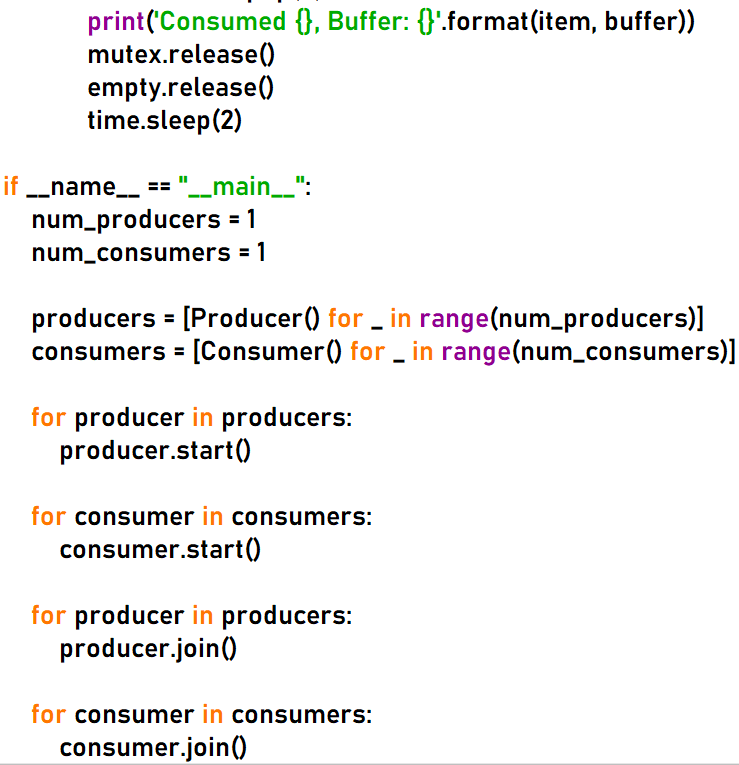 print('Consumed {}, Buffer: {}'.format(item, buffer))
mutex.release()
empty.release()
time.sleep(2)
if __name__ == "__main__":
num_producers = 1
num_consumers = 1
producers = [Producer() for _ in range(num_producers)]
consumers = [Consumer() for _ in range(num_consumers)]
for producer in producers:
producer.start()
for consumer in consumers:
consumer.start()
for producer in producers:
producer.join()
for consumer in consumers:
consumer.join()